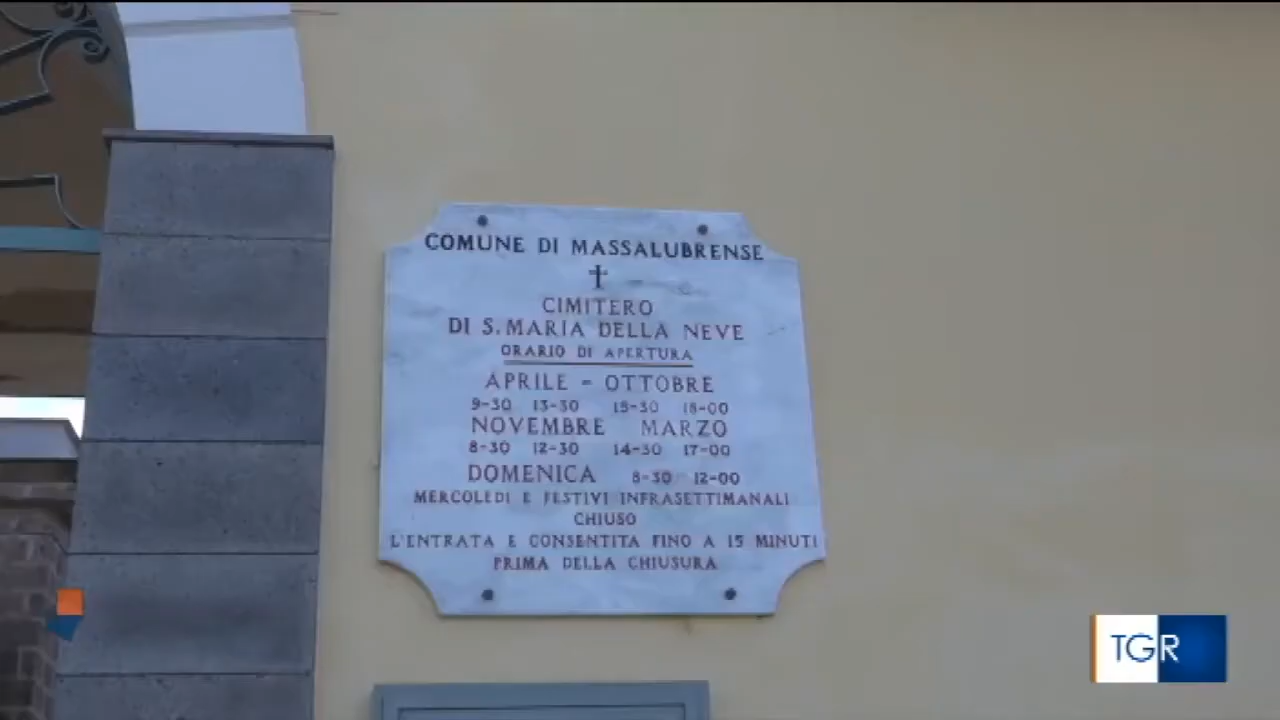 COMUNE DI MASSALUBRENSE
CIMITERO
DI S. MARIA DELLA NEVE
ORARIO DI APERTURA
APRILE - OTTOBRE
9-30 13-30 15-30 18-00
NOVEMBRE MARZO
8-30 12-30 14-30 17-00
DOMENICA 8-30 12-00
MERCOLEDI E FESTIVI INFRASETTIMANALI
CHIUSO
L'ENTRATA E CONSENTITA FINO A 15 MINUTI
PRIMA DELLA CHIUSURA
TGR